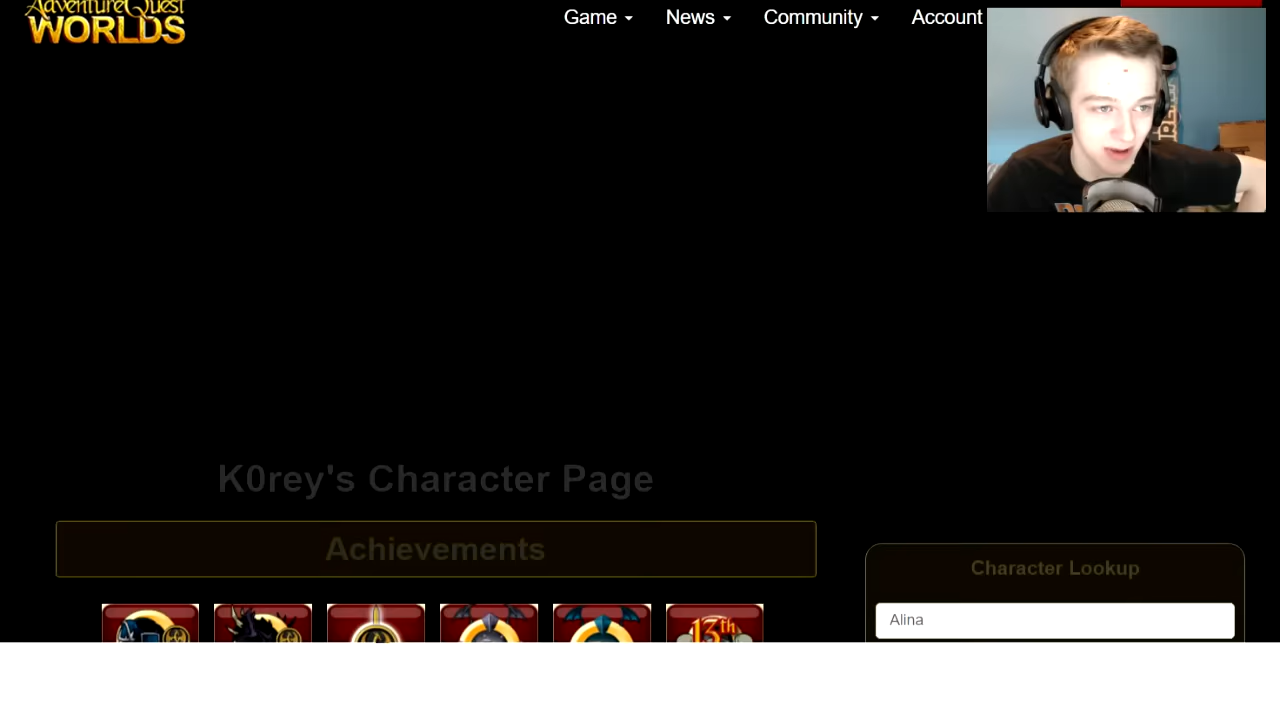 AdventureQuest
WORLDS
Game
News
Community
Account
K0rey's Character Page
Achievements
Character Lookup
Alina
13th